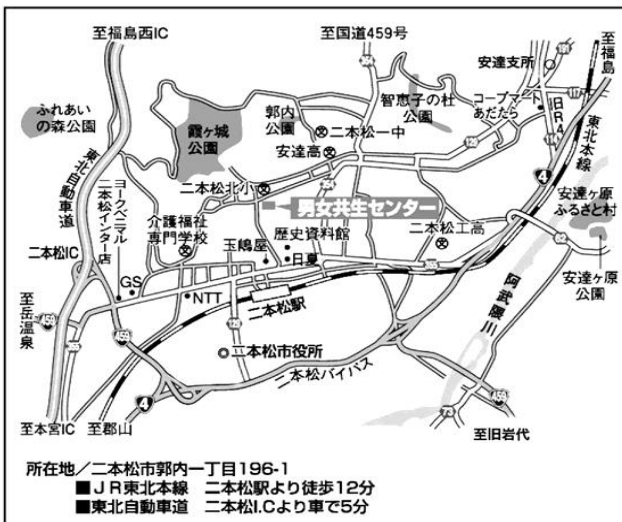 至福島西IC
至国道459号
至福島
安達支所
ふれあい
の森公園
霞ヶ城
公園
郭内
公園
二本松一中
安達高
智恵子の杜
公園
コープマート
あだたら
旧R4
東北本線
4
東北自動車道
ヨークベニマル
二本松インター店
二本松北小
男女共生センター
介護福祉
専門学校
歴史資料館
二本松工高
安達ヶ原
ふるさと村
二本松IC
玉嶋屋
日夏
安達ヶ原
公園
GS
NTT
二本松駅
阿武隈川
至岳温泉
459
459
二本松市役所
二本松バイパス
4
459
73
至本宮IC
至郡山
至旧岩代
所在地／二本松市郭内一丁目196-1
■JR東北本線 二本松駅より徒歩12分
■東北自動車道 二本松I.Cより車で5分